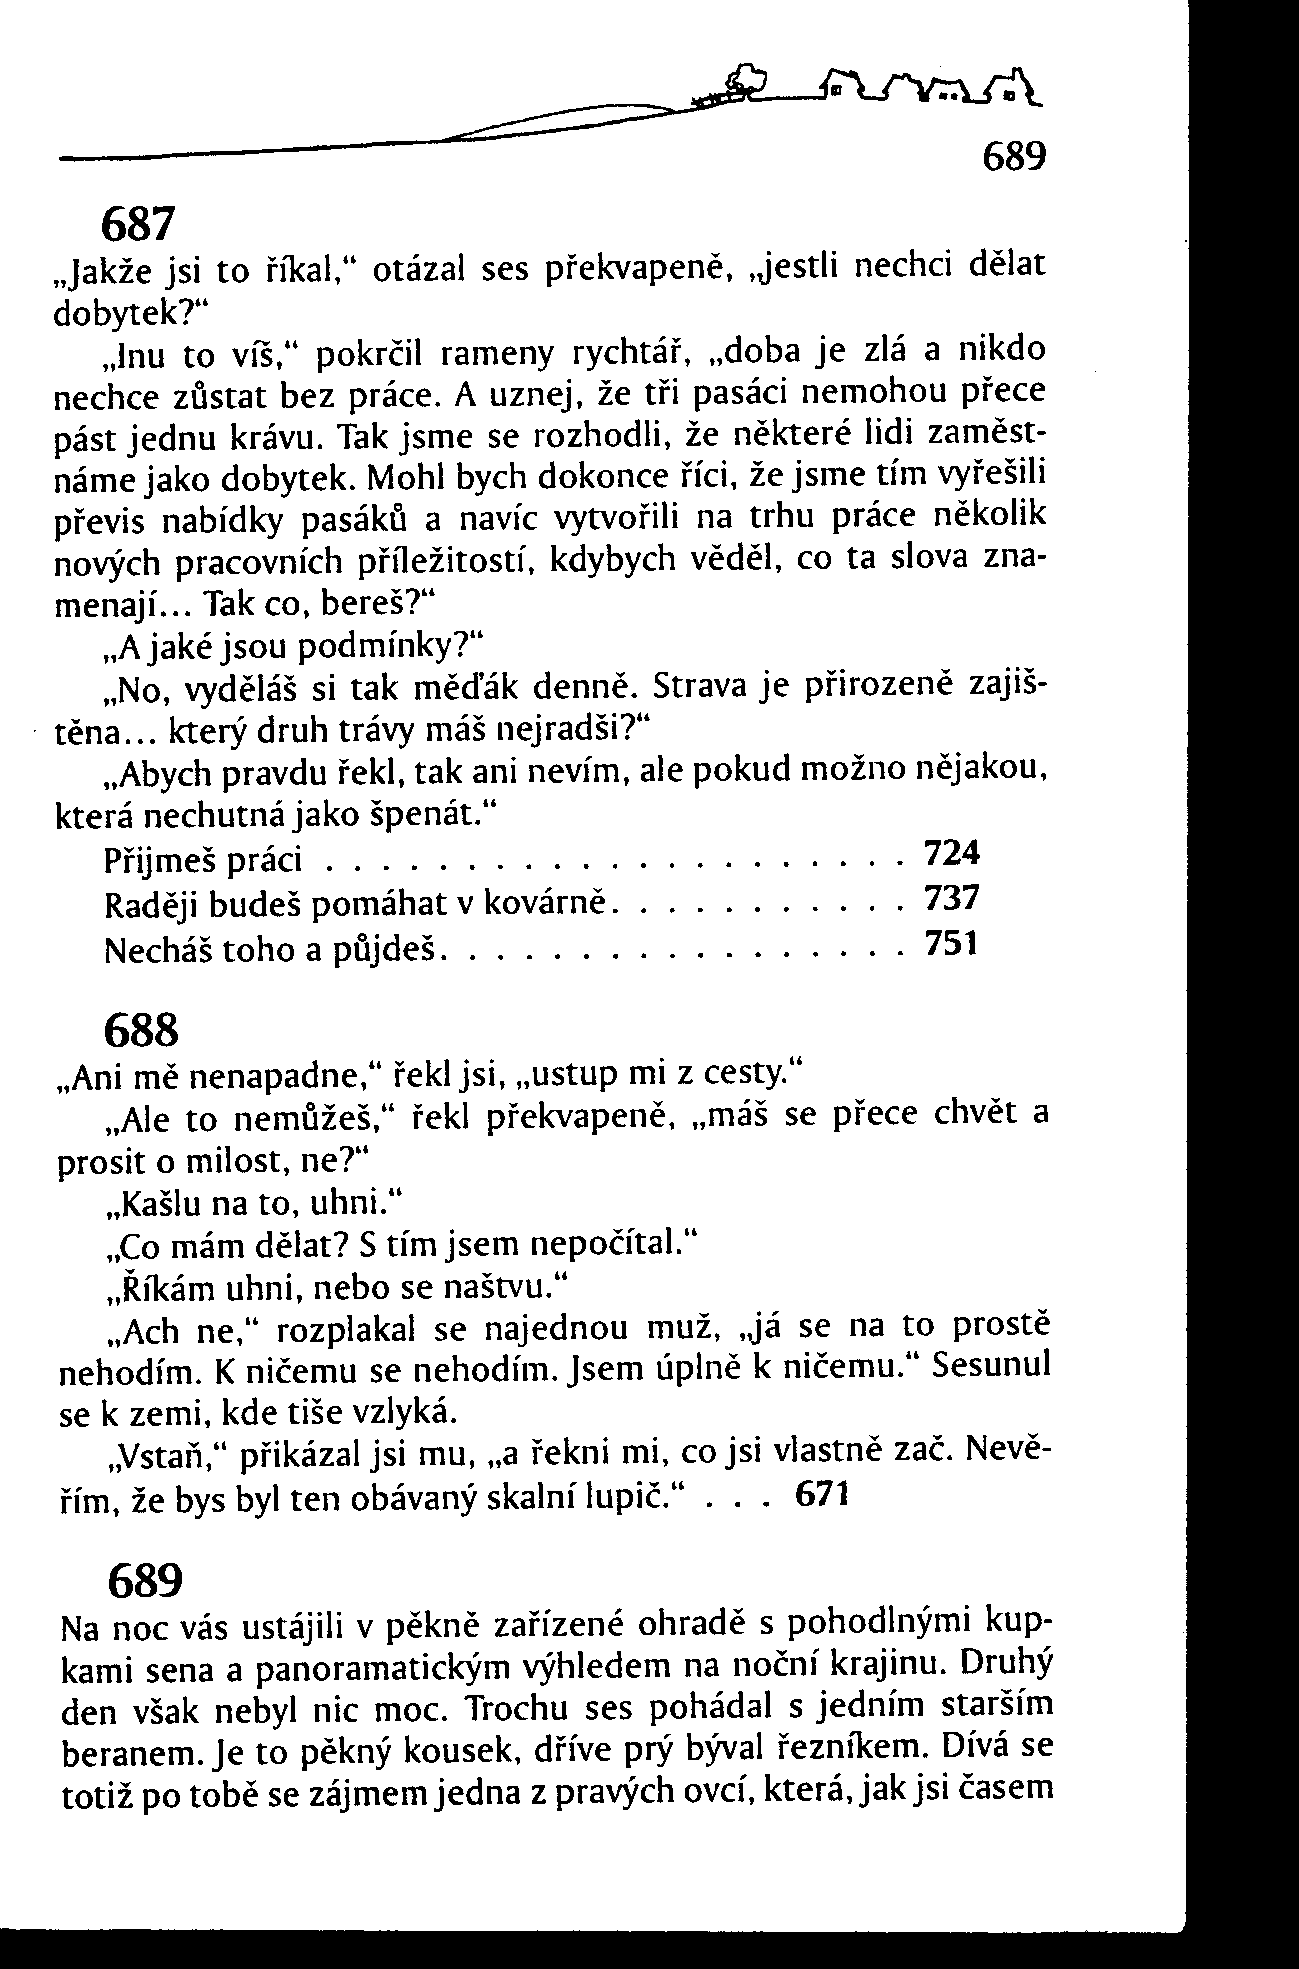 689
687
„Jakže jsi to říkal,“ otázal ses překvapeně, „jestli nechci dělat
dobytek?“
„Inu to víš,“ pokrčil rameny rychtář, „doba je zlá a nikdo
nechce zůstat bez práce. A uznej, že tři pasáci nemohou přece
pást jednu krávu. Tak jsme se rozhodli, že některé lidi zaměst-
náme jako dobytek. Mohl bych dokonce říci, že jsme tím vyřešili
převis nabídky pasáků a navíc vytvořili na trhu práce několik
nových pracovních příležitostí, kdybych věděl, co ta slova zna-
menají... Tak co, bereš?“
„A jaké jsou podmínky?“
„No, vyděláš si tak měďák denně. Strava je přirozeně zajiš-
těna... který druh trávy máš nejradši?“
„Abych pravdu řekl, tak ani nevím, ale pokud možno nějakou,
která nechutná jako špenát.“
Přijmeš práci . . . . . . . . . . . . . . . . . . . . . 724
Raději budeš pomáhat v kovárně. . . . . . . . . . . 737
Necháš toho a půjdeš. . . . . . . . . . . . . . . . . 751
688
„Ani mě nenapadne,“ řekl jsi, „ustup mi z cesty.“
„Ale to nemůžeš,“ řekl překvapeně, „máš se přece chvět a
prosit o milost, ne?“
„Kašlu na to, uhni.“
„Co mám dělat? S tím jsem nepočítal.“
„Říkám uhni, nebo se naštvu.“
„Ach ne,“ rozplakal se najednou muž, „já se na to prostě
nehodím. K ničemu se nehodím. Jsem úplně k ničemu.“ Sesunul
se k zemi, kde tiše vzlyká.
„Vstaň,“ přikázal jsi mu, „a řekni mi, co jsi vlastně zač. Nevě-
řím, že bys byl ten obávaný skalní lupič.“ . . . 671
689
Na noc vás ustájili v pěkně zařízené ohradě s pohodlnými kup-
kami sena a panoramatickým výhledem na noční krajinu. Druhý
den však nebyl nic moc. Trochu ses pohádal s jedním starším
beranem. Je to pěkný kousek, dříve prý býval řezníkem. Dívá se
totiž po tobě se zájmem jedna z pravých ovcí, která, jak jsi časem